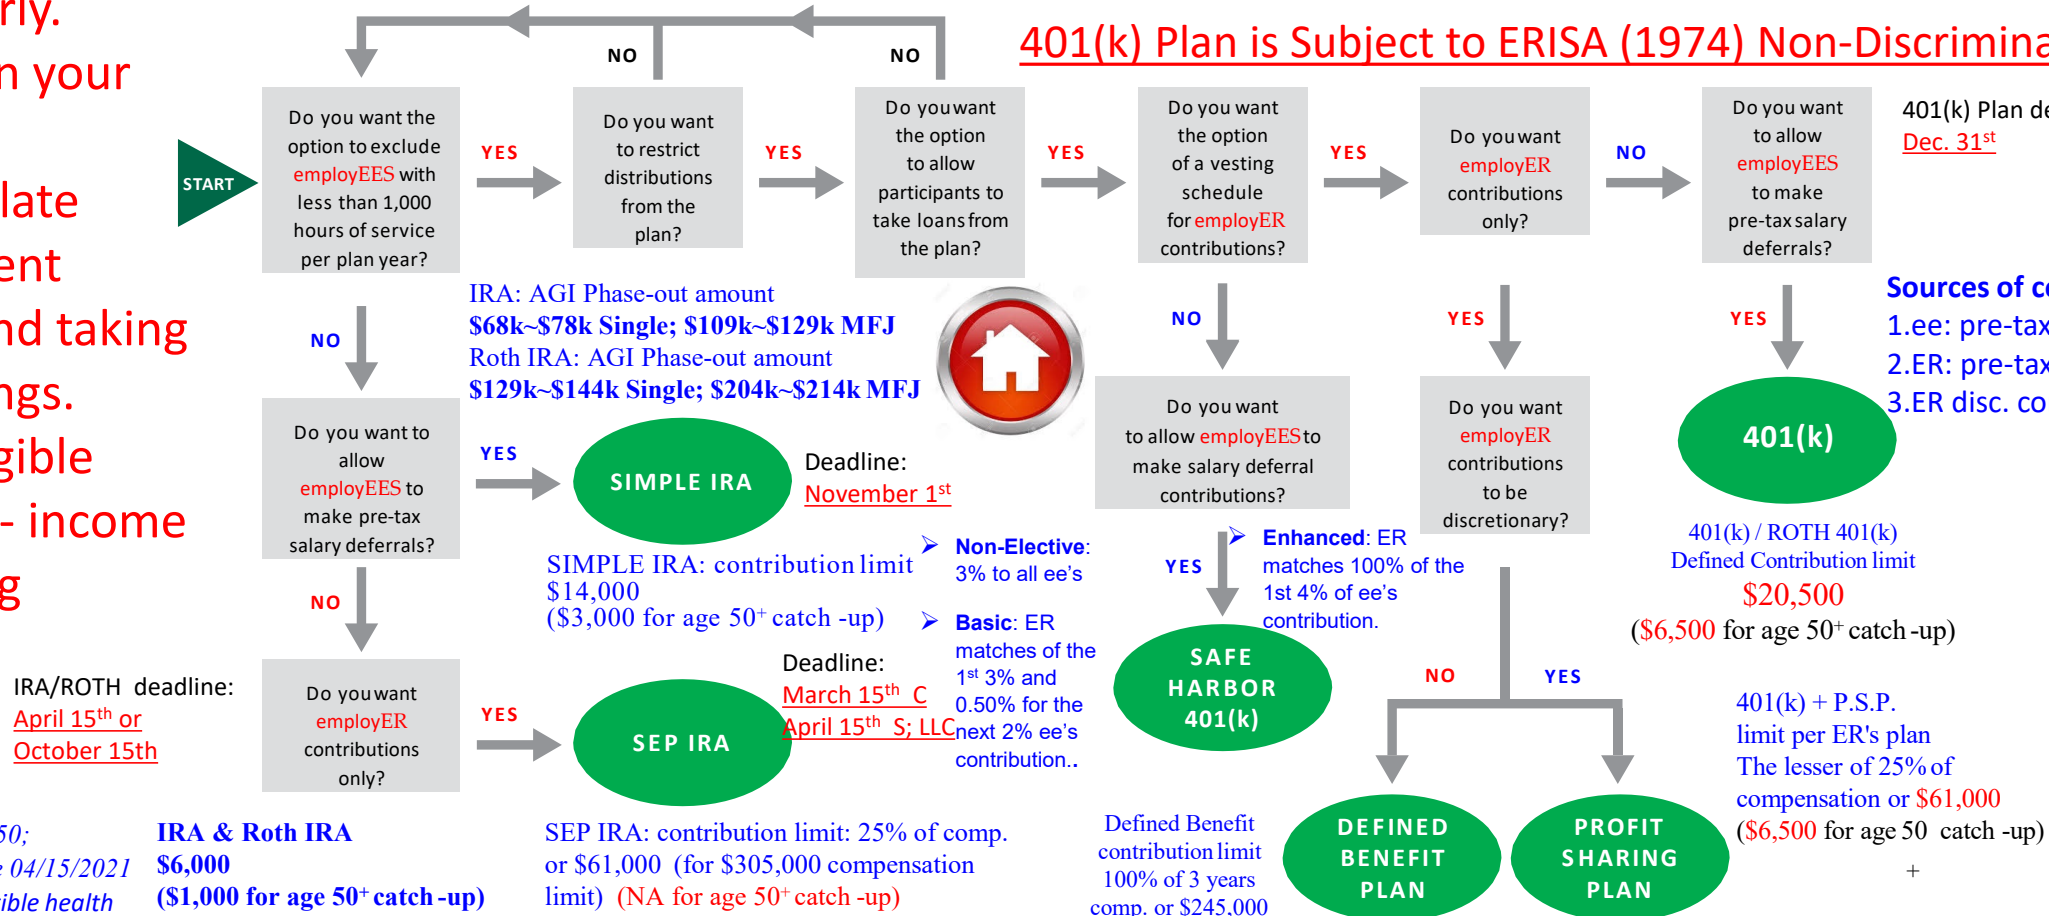 rly.
n your
late
ent
nd taking
ngs.
gible
- income
g
401(k) Plan is Subject to ERISA (1974) Non-Discrimina
NO
NO
START
Do you want the
option to exclude
employEES with
less than 1,000
hours of service
per plan year?
YES
Do you want
to restrict
distributions
from the
plan?
YES
Do youwant
the option
to allow
participants to
take loansfrom
the plan?
YES
Do you want
the option
of a vesting
schedule
for employER
contributions?
YES
Do youwant
employER
contributions
only?
NO
Do you want
to allow
employEES
to make
pre-taxsalary
deferrals?
401(k) Plan de
Dec. 31st
NO
IRA: AGI Phase-out amount
$68k~$78k Single; $109k~$129k MFJ
Roth IRA: AGI Phase-out amount
$129k~$144k Single; $204k~$214k MFJ
NO
YES
YES
Sources of co
1.ee: pre-tax
2.ER: pre-tax
3.ER disc. co
Do you want to
allow
employEES to
make pre-tax
salary deferrals?
YES
SIMPLE IRA
Deadline:
November 1st
Do you want
to allow employEES to
make salary deferral
contributions?
Do you want
employER
contributions
to be
discretionary?
401(k)
SIMPLE IRA: contribution limit
$14,000
($3,000 for age 50+ catch -up)
➢ Non-Elective:
3% to all ee's
➢ Basic: ER
matches of the
1st 3% and
0.50% for the
next 2% ee's
contribution..
YES
➢ Enhanced: ER
matches 100% of the
1st 4% of ee's
contribution.
401(k) / ROTH 401(k)
Defined Contribution limit
$20,500
($6,500 for age 50+ catch -up)
NO
IRA/ROTH deadline:
April 15th or
October 15th
Do youwant
employER
contributions
only?
YES
SEP IRA
Deadline:
March 15th C
April 15th S; LLC
SAFE
HARBOR
401(k)
NO
YES
401(k) + P.S.P.
limit per ER's plan
The lesser of 25% of
compensation or $61,000
($6,500 for age 50 catch -up)
+
50;
e 04/15/2021
ible health
IRA & Roth IRA
$6,000
($1,000 for age 50+ catch -up)
SEP IRA: contribution limit: 25% of comp.
or $61,000 (for $305,000 compensation
limit) (NA for age 50+ catch -up)
Defined Benefit
contribution limit
100% of 3 years
comp. or $245,000
DEFINED
BENEFIT
PLAN
PROFIT
SHARING
PLAN